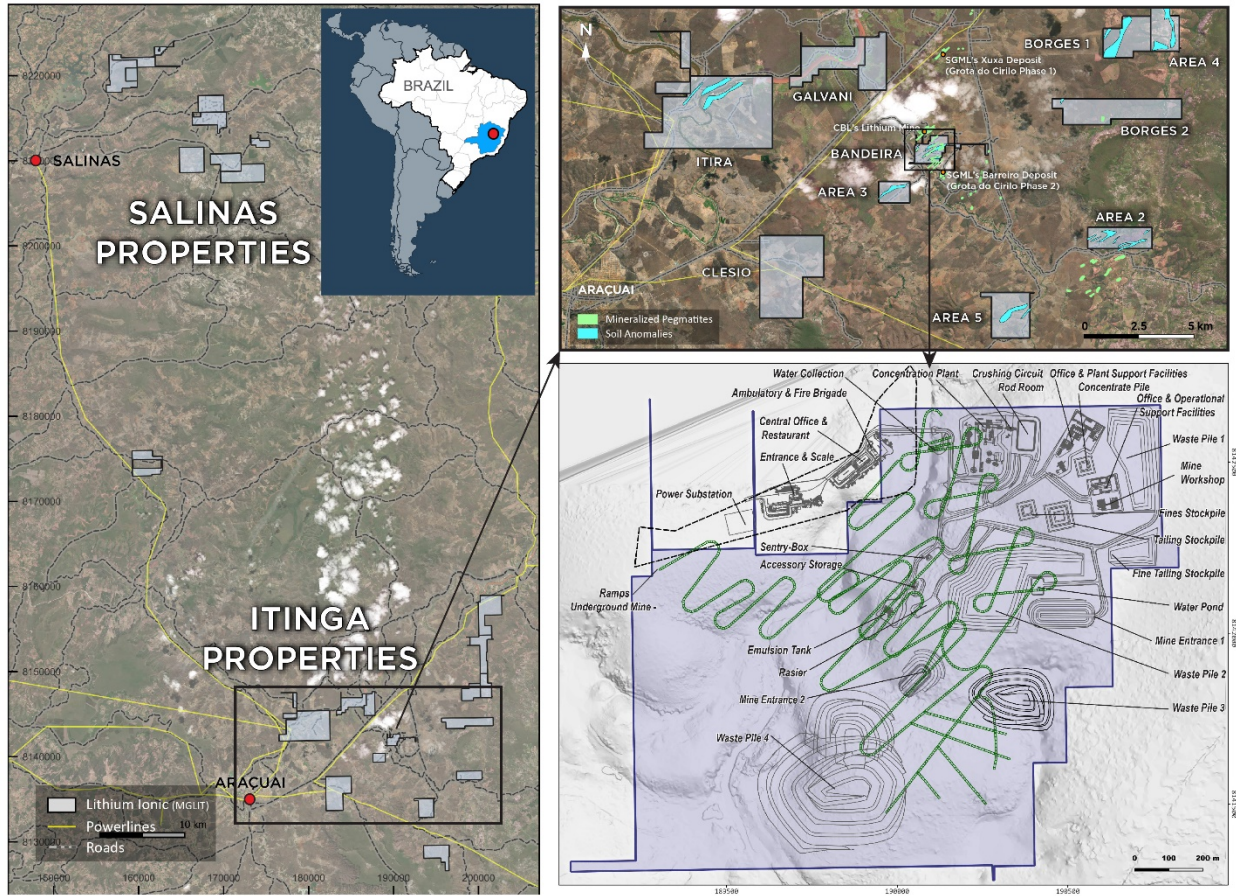 8220000
SALINAS
SALINAS
PROPERTIES
8200000
8190000
8180000
8170000
8160000
8150000
8140000
8130000
ITINGA
PROPERTIES
ARAÇUAI
Lithium Ionic (MGLIT)
Powerlines
10 km
Roads
160000
170000
180000
190000
200000
BRAZIL
N
BORGES 1
AREA 4
SGML's Xuxa Deposit
(Grota do Cirilo Phase 1)
GALVANI
BORGES 2
CBL's Lithium Mine
BANDEIRA
ITIRA
SGML's Barreiro Deposit
(Grota do Cirilo Phase 2)
AREA 3
AREA 2
CLESIO
ARAÇUAI
AREA 5
Mineralized Pegmatites
Soil Anomalies
0 2.5 5 km
Water Collection
Concentration Plant
Crushing Circuit
Rod Room
Office & Plant Support Facilities
Concentrate Pile
Office & Operational
Support Facilities
Ambulatory & Fire Brigade
Central Office &
Restaurant
Entrance & Scale
Power Substation
Waste Pile 1
Mine
Workshop
Fines Stockpile
Tailing Stockpile
Sentry-Box
Accessory Storage
Fine Tailing Stockpile
Ramps
Underground Mine
Water Pond
Mine Entrance 1
Emulsion Tank
Rasier
Waste Pile 2
Mine Entrance 2
Waste Pile 3
Waste Pile 4
8142500
8142000
8141500
0 100 200 m
189500
190000
190500